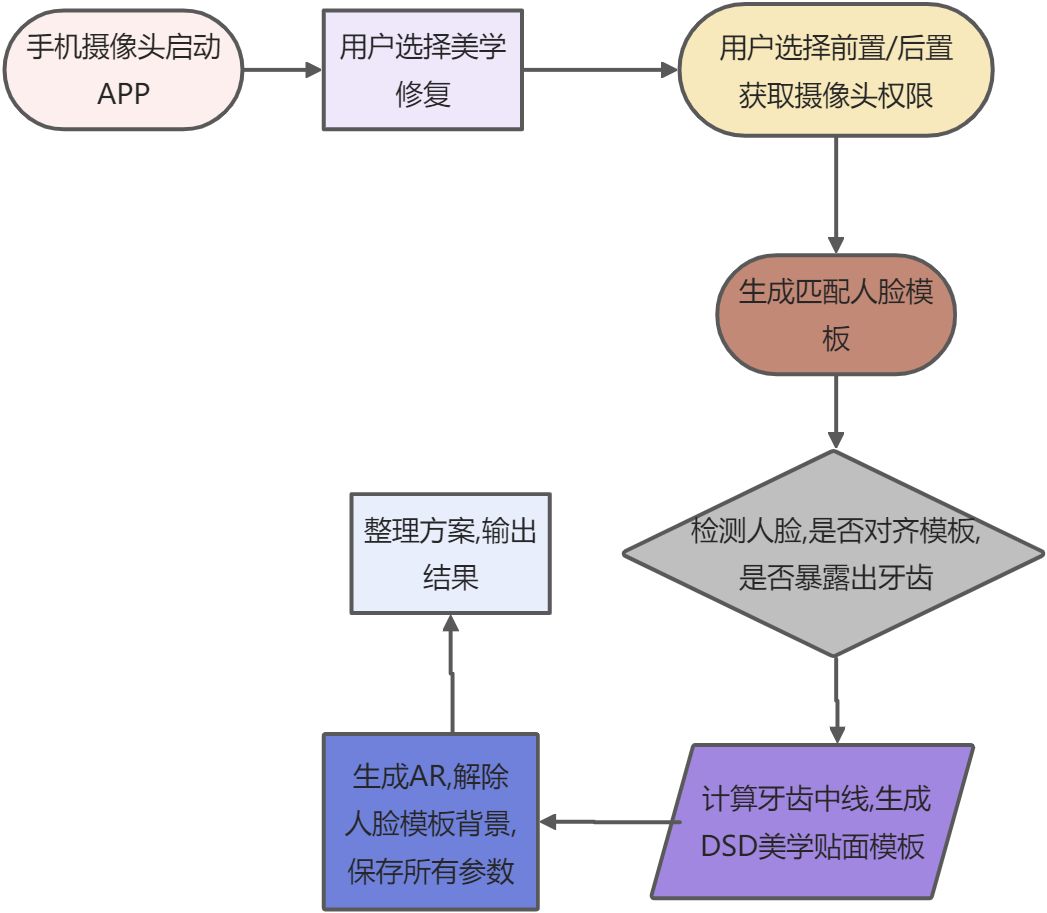 手机摄像头启动
APP
用户选择美学
修复
用户选择前置/后置
获取摄像头权限
生成匹配人脸模
板
检测人脸,是否对齐模板,
是否暴露出牙齿
计算牙齿中线,生成
DSD美学贴面模板
生成AR,解除
人脸模板背景,
保存所有参数
整理方案,输出
结果